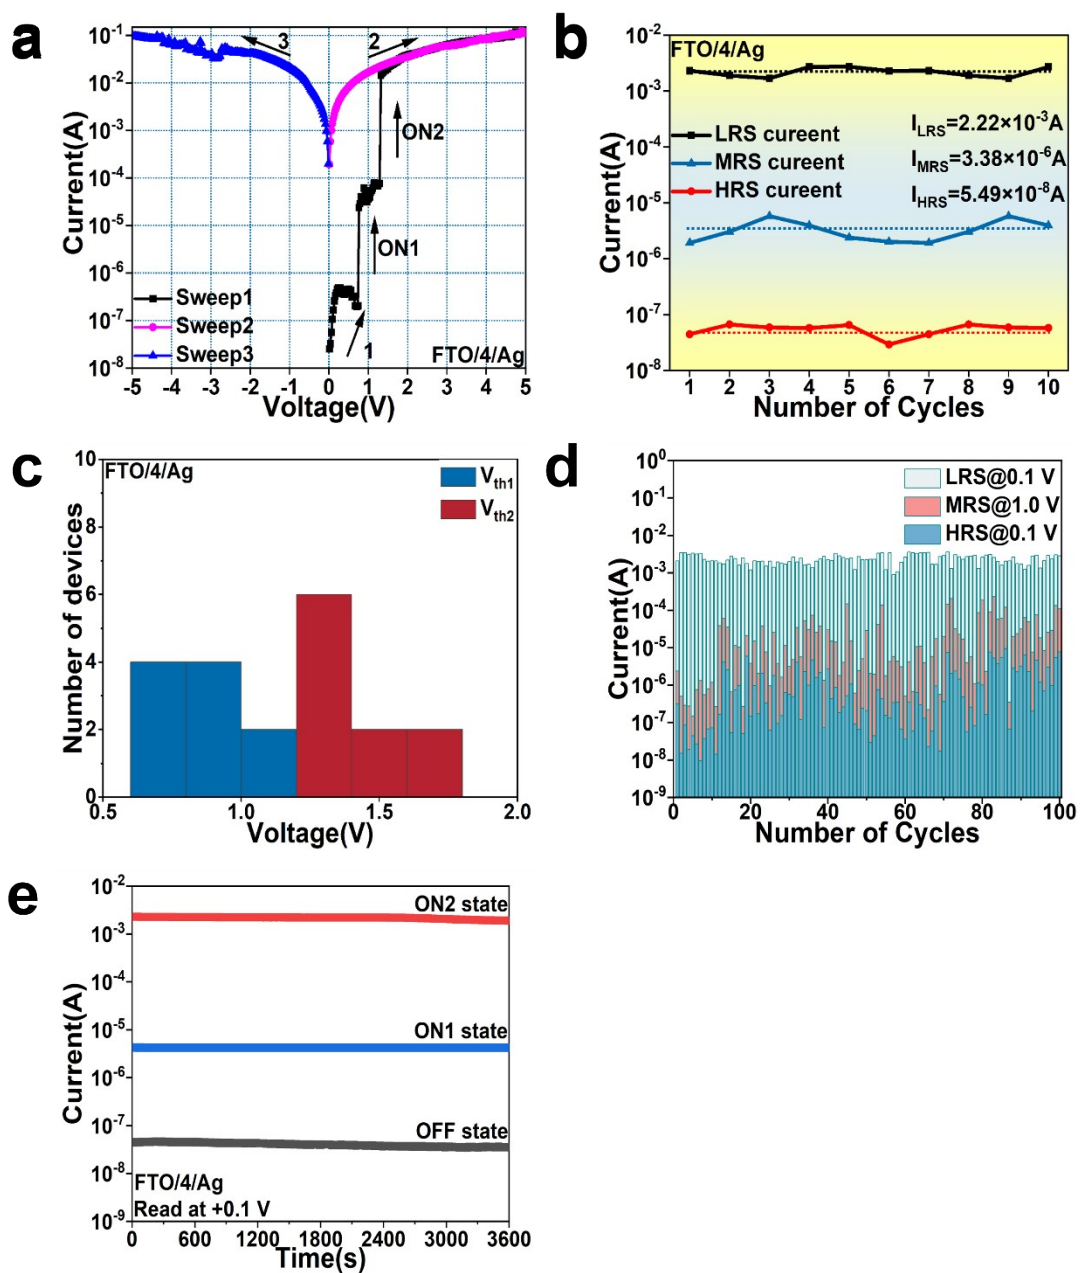 a
10⁻¹
10⁻²
10⁻³
10⁻⁴
10⁻⁵
10⁻⁶
10⁻⁷
10⁻⁸
Current(A)
3
2
ON2
ON1
1
Sweep1
Sweep2
Sweep3
FTO/4/Ag
-5 -4 -3 -2 -1 0 1 2 3 4 5
Voltage(V)
b
10⁻²
10⁻³
10⁻⁴
10⁻⁵
10⁻⁶
10⁻⁷
10⁻⁸
Current(A)
FTO/4/Ag
LRS cureent
MRS cureent
HRS cureent
I_LRS=2.22×10⁻³A
I_MRS=3.38×10⁻⁶A
I_HRS=5.49×10⁻⁸A
1 2 3 4 5 6 7 8 9 10
Number of Cycles
c
10
8
6
4
2
0
Number of devices
FTO/4/Ag
V_th1
V_th2
0.5 1.0 1.5 2.0
Voltage(V)
d
10⁰
10⁻¹
10⁻²
10⁻³
10⁻⁴
10⁻⁵
10⁻⁶
10⁻⁷
10⁻⁸
10⁻⁹
Current(A)
LRS@0.1 V
MRS@1.0 V
HRS@0.1 V
0 20 40 60 80 100
Number of Cycles
e
10⁻²
10⁻³
10⁻⁴
10⁻⁵
10⁻⁶
10⁻⁷
10⁻⁸
10⁻⁹
Current(A)
ON2 state
ON1 state
OFF state
FTO/4/Ag
Read at +0.1 V
0 600 1200 1800 2400 3000 3600
Time(s)